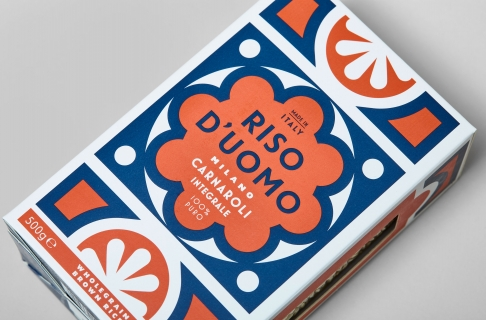 MADE IN
ITALY
RISO
D'UOMO
MILANO
CARNAROLI
INTEGRALE
100%
PURO
500g℮
WHOLEGRAIN
BROWN RICE